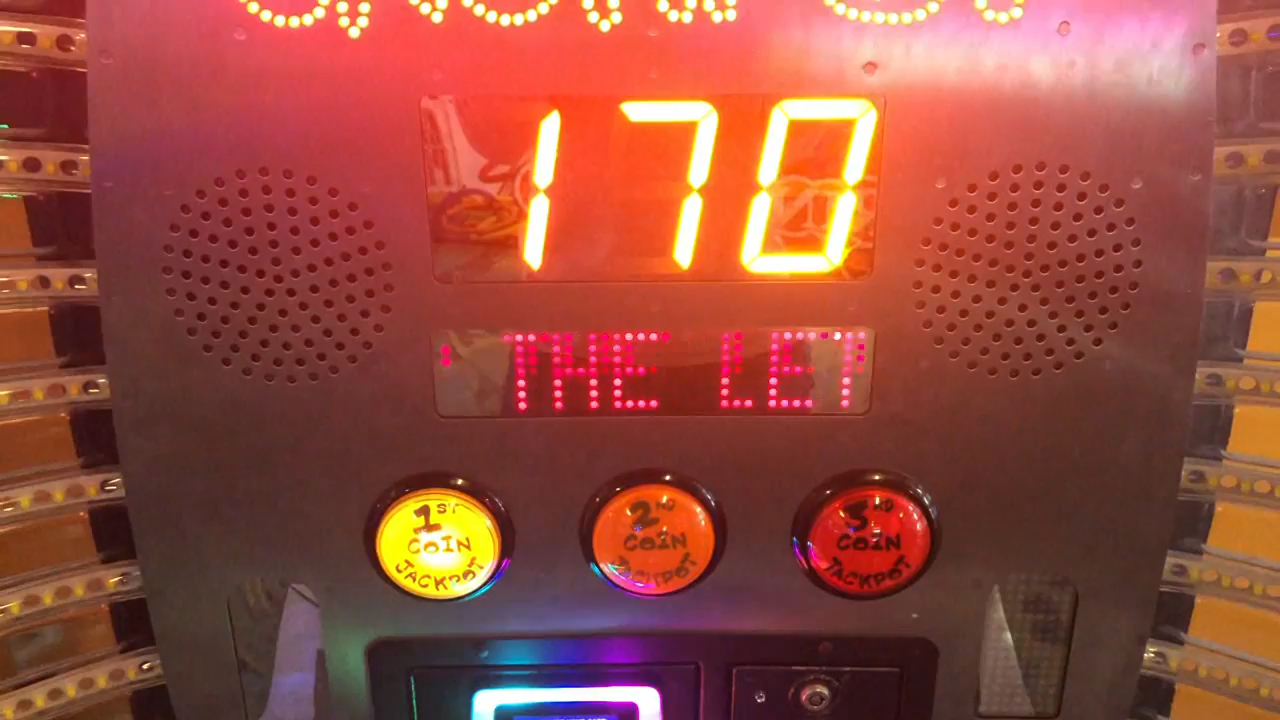 170
THE LET
1ST COIN JACKPOT
2ND COIN JACKPOT
3RD COIN JACKPOT